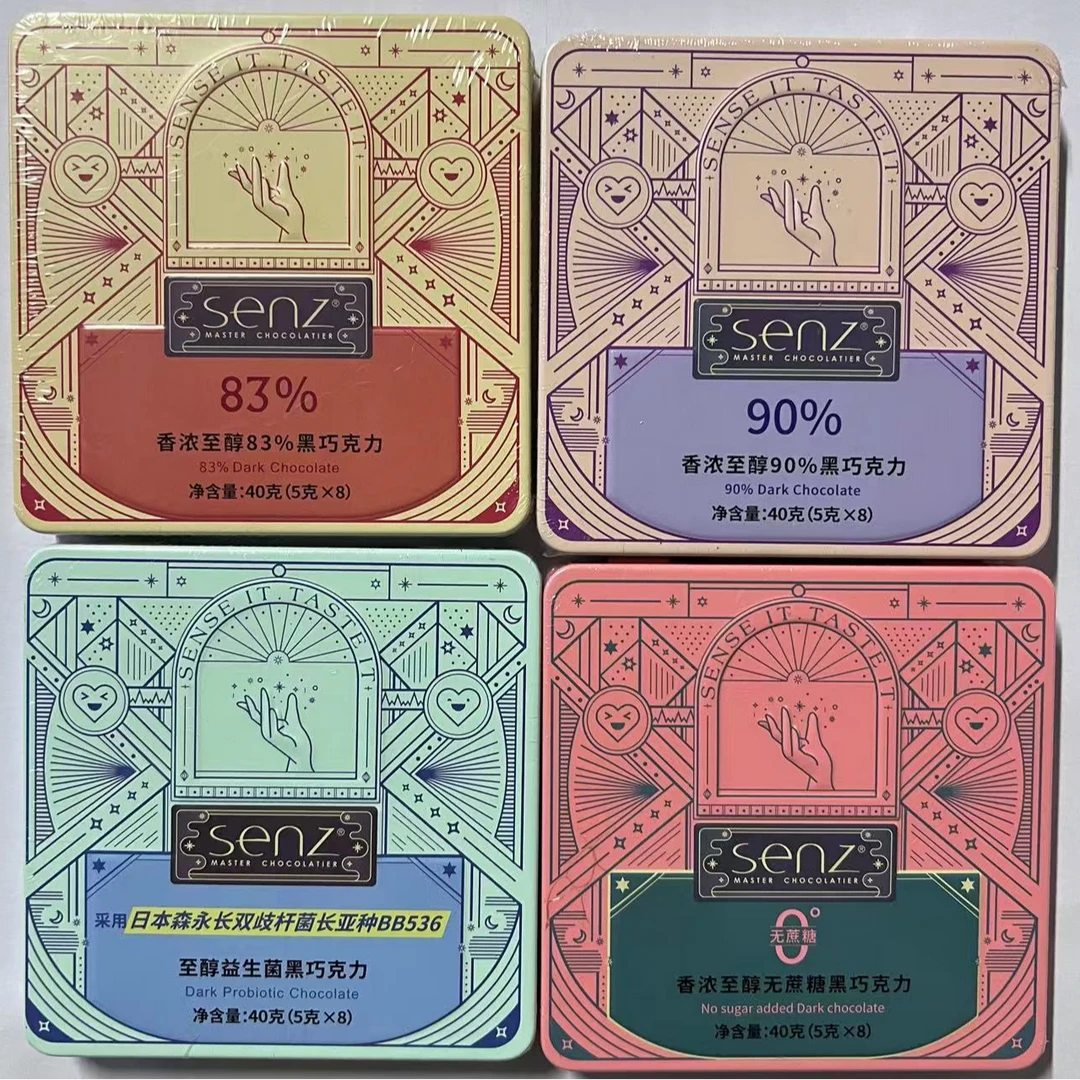 SENSE IT.TASTE IT
senz®
MASTER CHOCOLATIER
83%
香浓至醇83%黑巧克力
83% Dark Chocolate
净含量:40克(5克×8)
SENSE IT.TASTE IT
senz®
MASTER CHOCOLATIER
90%
香浓至醇90%黑巧克力
90% Dark Chocolate
净含量:40克(5克×8)
SENSE IT.TASTE IT
senz®
MASTER CHOCOLATIER
采用日本森永长双歧杆菌长亚种BB536
至醇益生菌黑巧克力
Dark Probiotic Chocolate
净含量:40克(5克×8)
SENSE IT.TASTE IT
senz®
MASTER CHOCOLATIER
0°
无蔗糖
香浓至醇无蔗糖黑巧克力
No sugar added Dark chocolate
净含量:40克(5克×8)